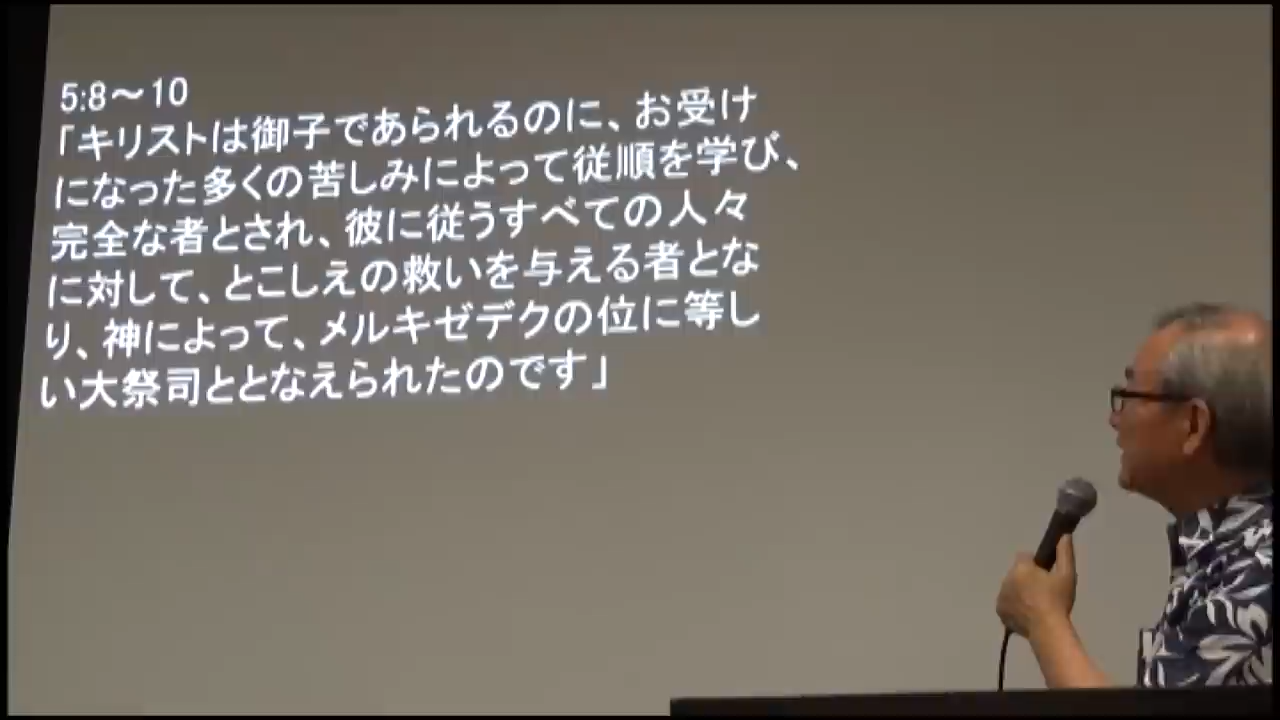 5:8～10
「キリストは御子であられるのに、お受け
になった多くの苦しみによって従順を学び、
完全な者とされ、彼に従うすべての人々
に対して、とこしえの救いを与える者とな
り、神によって、メルキゼデクの位に等し
い大祭司ととなえられたのです」